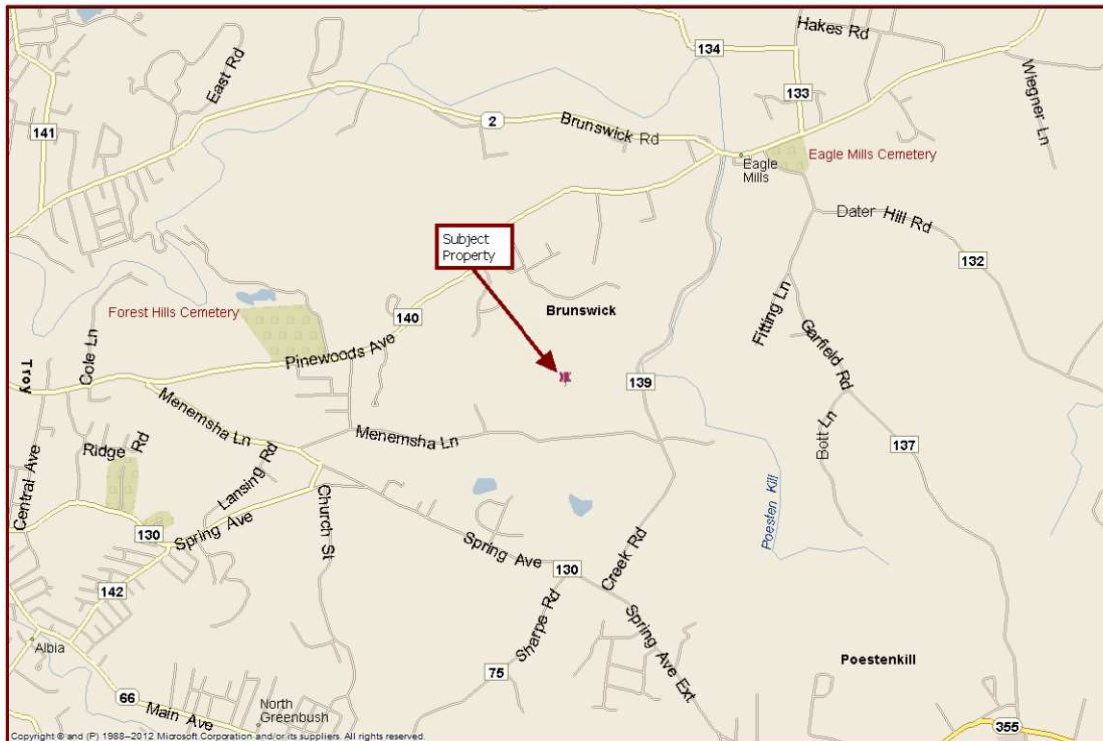 Hakes Rd
134
East Rd
133
Wiegner Ln
2
141
Brunswick Rd
Eagle Mills Cemetery
Eagle
Mills
Dater Hill Rd
Subject
Property
132
Brunswick
Forest Hills Cemetery
140
Fitting Ln
Pinewoods Ave
Cole Ln
Troy
Garfield Rd
139
Menemsha Ln
Menemsha Ln
Bott Ln
137
Ridge Rd
Lansing Rd
Central Ave
Church St
130
Spring Ave
Poesten Kill
Spring Ave
130
Creek Rd
142
Sharpe Rd
Spring Ave Ext
Albia
Poestenkill
75
66
Main Ave
North
Greenbush
355
Copyright © and (P) 1988–2012 Microsoft Corporation and/or its suppliers. All rights reserved.